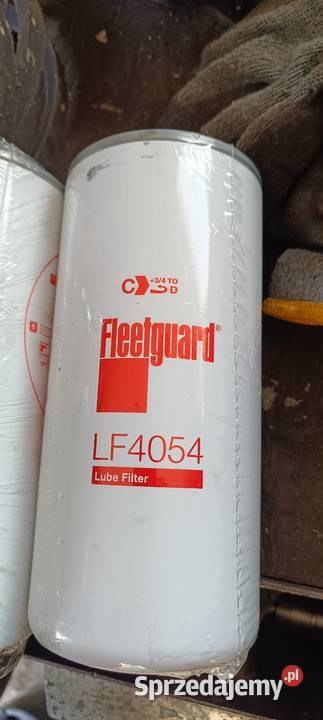 C +3/4 TO
D
Fleetguard®
LF4054
Lube Filter
Sprzedajemy.pl